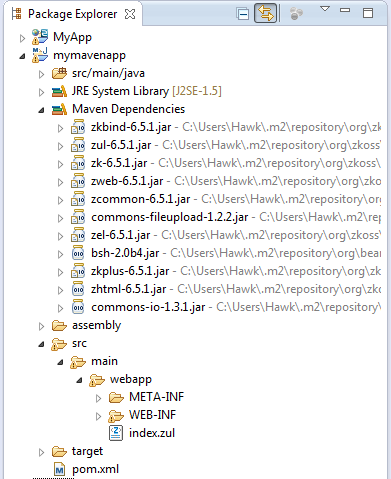 Package Explorer
MyApp
mymavenapp
src/main/java
JRE System Library [J2SE-1.5]
Maven Dependencies
zkbind-6.5.1.jar - C:\Users\Hawk\.m2\repository\org\zko
zul-6.5.1.jar - C:\Users\Hawk\.m2\repository\org\zkoss\
zk-6.5.1.jar - C:\Users\Hawk\.m2\repository\org\zkoss\z
zweb-6.5.1.jar - C:\Users\Hawk\.m2\repository\org\zkos
zcommon-6.5.1.jar - C:\Users\Hawk\.m2\repository\org\
commons-fileupload-1.2.2.jar - C:\Users\Hawk\.m2\rep
zel-6.5.1.jar - C:\Users\Hawk\.m2\repository\org\zkoss\
bsh-2.0b4.jar - C:\Users\Hawk\.m2\repository\org\bear
zkplus-6.5.1.jar - C:\Users\Hawk\.m2\repository\org\zk
zhtml-6.5.1.jar - C:\Users\Hawk\.m2\repository\org\zko
commons-io-1.3.1.jar - C:\Users\Hawk\.m2\repository\
assembly
src
main
webapp
META-INF
WEB-INF
index.zul
target
pom.xml